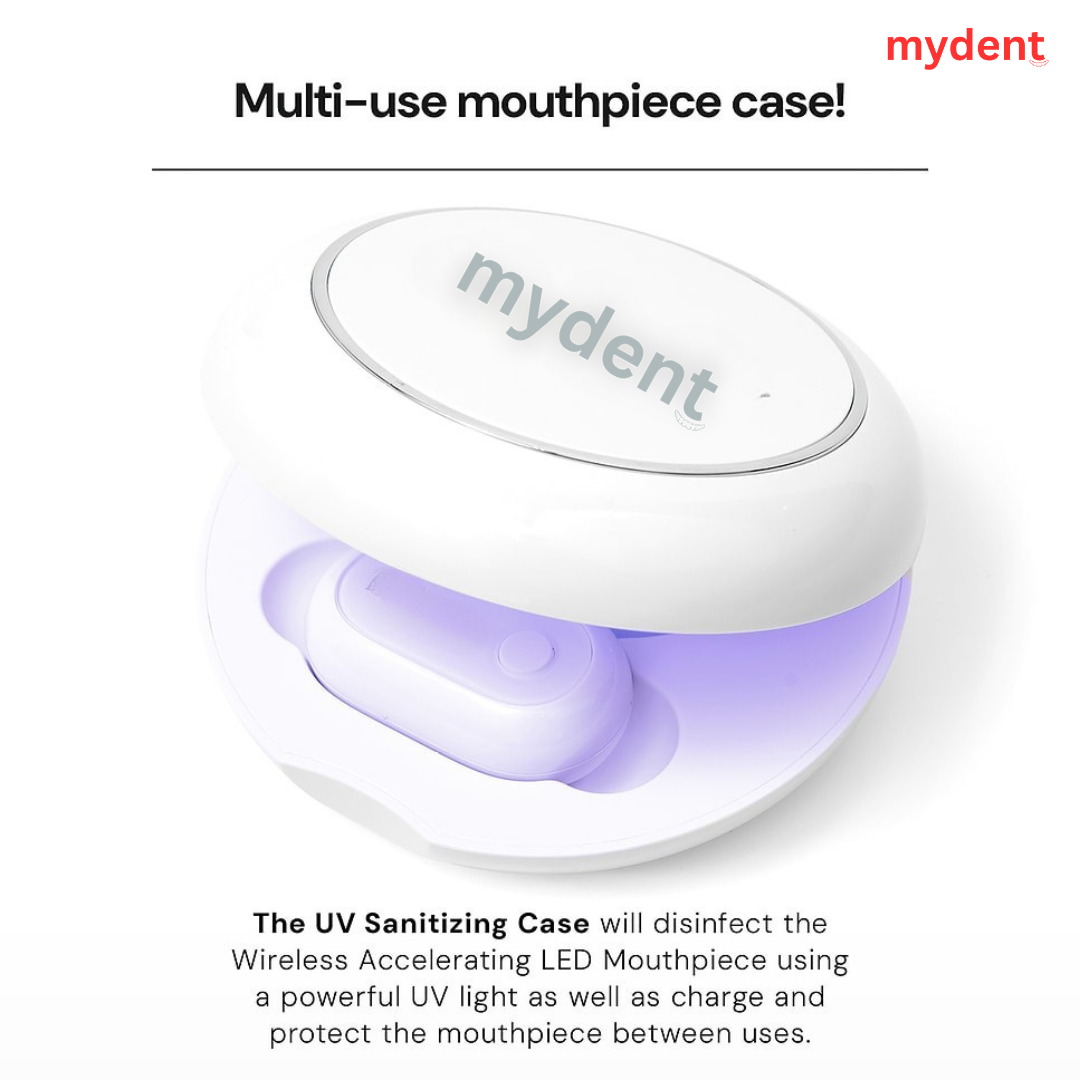 mydent
Multi-use mouthpiece case!
mydent
The UV Sanitizing Case will disinfect the
Wireless Accelerating LED Mouthpiece using
a powerful UV light as well as charge and
protect the mouthpiece between uses.